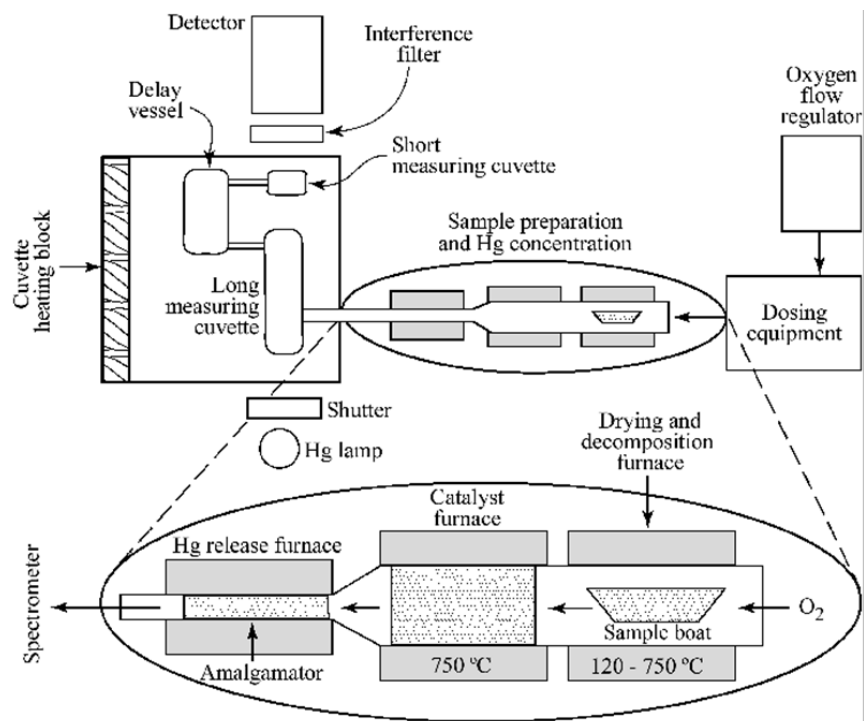 Detector
Interference
filter
Delay
vessel
Oxygen
flow
regulator
Short
measuring cuvette
Cuvette
heating block
Sample preparation
and Hg concentration
Long
measuring
cuvette
Dosing
equipment
Shutter
Hg lamp
Drying and
decomposition
furnace
Catalyst
furnace
Hg release furnace
Spectrometer
O₂
Sample boat
Amalgamator
750 °C
120 - 750 °C